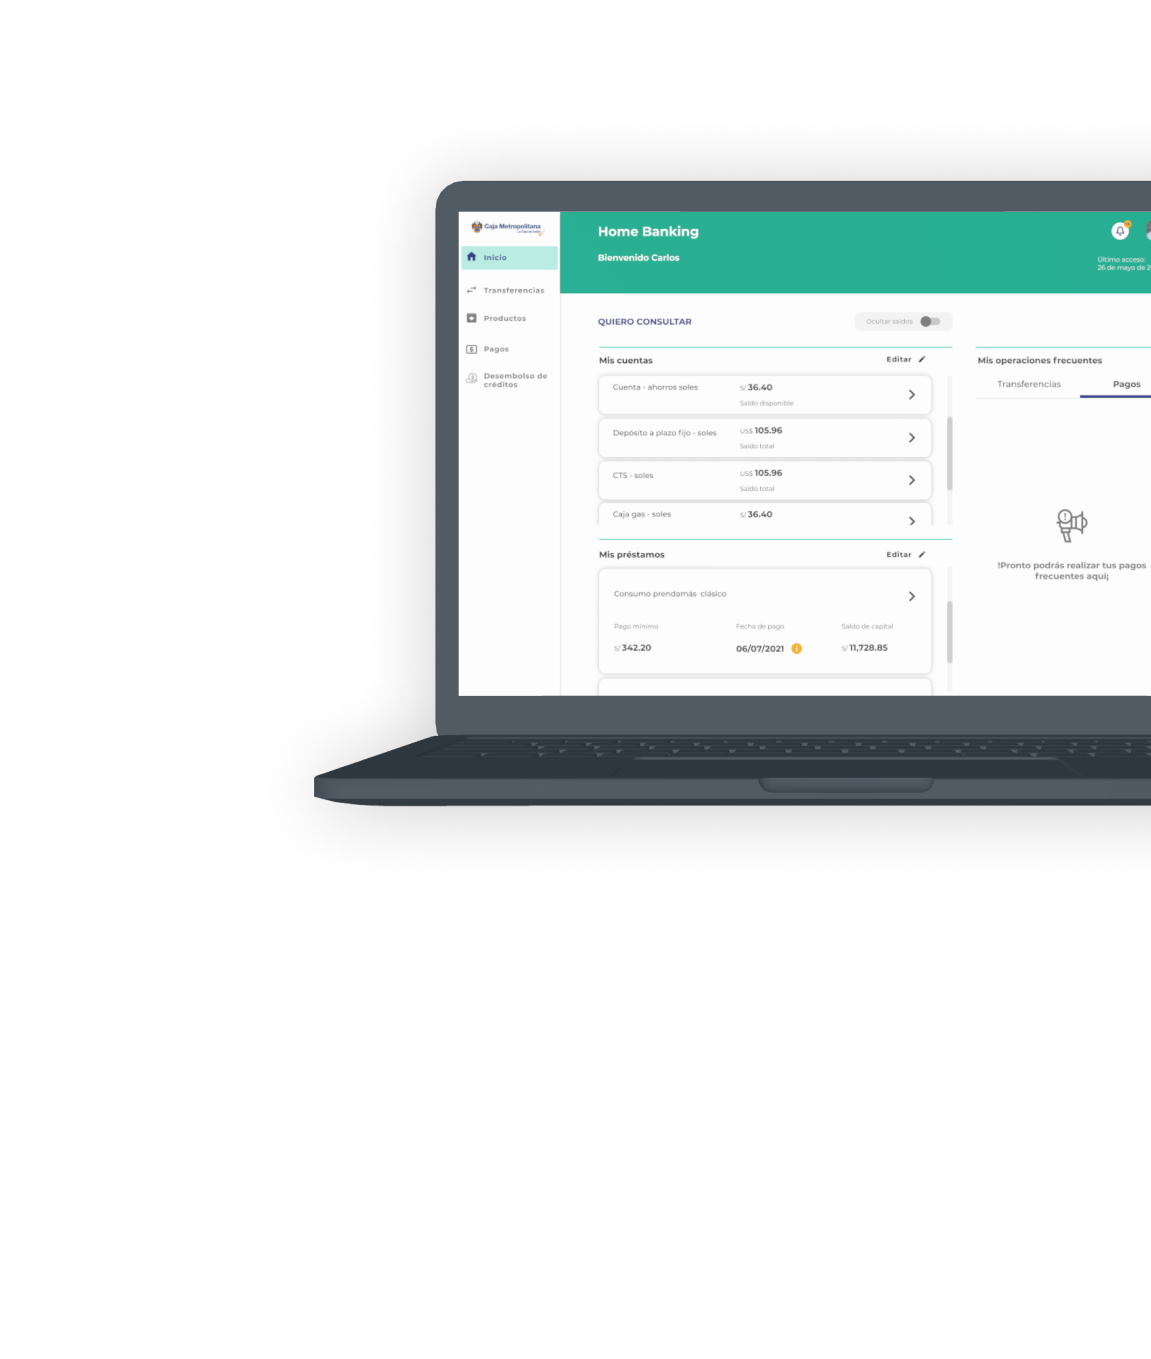 Caja Metropolitana
Inicio
Transferencias
Productos
Pagos
Desembolso de
créditos
Home Banking
Bienvenido Carlos
Último acceso:
26 de mayo de
QUIERO CONSULTAR
Ocultar saldos
Mis cuentas
Editar
Cuenta - ahorros soles
S/ 36.40
Saldo disponible
Depósito a plazo fijo - soles
US$ 105.96
Saldo total
CTS - soles
US$ 105.96
Saldo total
Caja gas - soles
S/ 36.40
Mis préstamos
Editar
Consumo prendamás clásico
Pago mínimo
Fecha de pago
Saldo de capital
S/ 342.20
06/07/2021
S/ 11,728.85
Mis operaciones frecuentes
Transferencias
Pagos
!Pronto podrás realizar tus pagos
frecuentes aquí¡